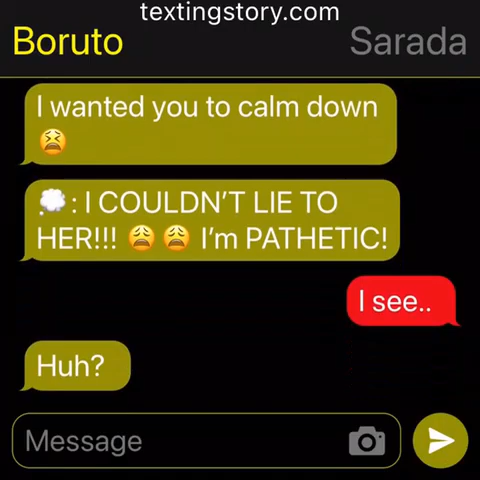 textingstory.com
Boruto
Sarada
I wanted you to calm down
😫
💭: I COULDN'T LIE TO
HER!!! 😩 😩 I'm PATHETIC!
I see..
Huh?
Message